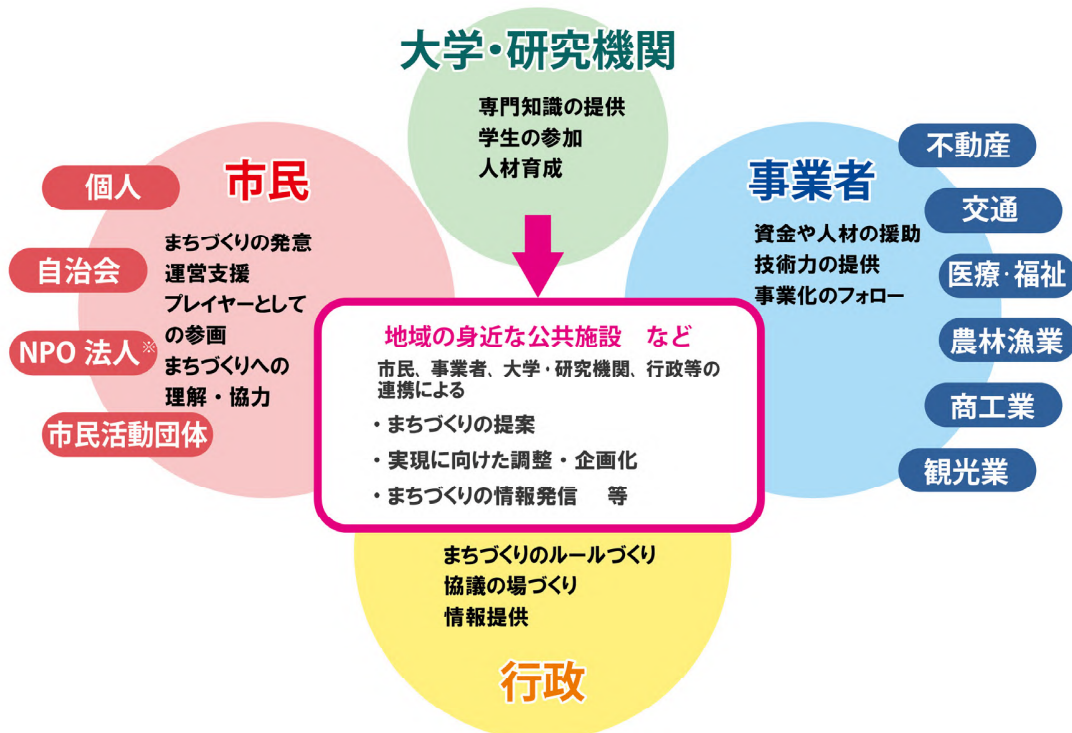 大学・研究機関
専門知識の提供
学生の参加
人材育成
市民
個人
自治会
NPO 法人※
市民活動団体
まちづくりの発意
運営支援
プレイヤーとして
の参画
まちづくりへの
理解・協力
事業者
資金や人材の援助
技術力の提供
事業化のフォロー
不動産
交通
医療・福祉
農林漁業
商工業
観光業
地域の身近な公共施設 など
市民、事業者、大学・研究機関、行政等の
連携による
・まちづくりの提案
・実現に向けた調整・企画化
・まちづくりの情報発信 等
まちづくりのルールづくり
協議の場づくり
情報提供
行政